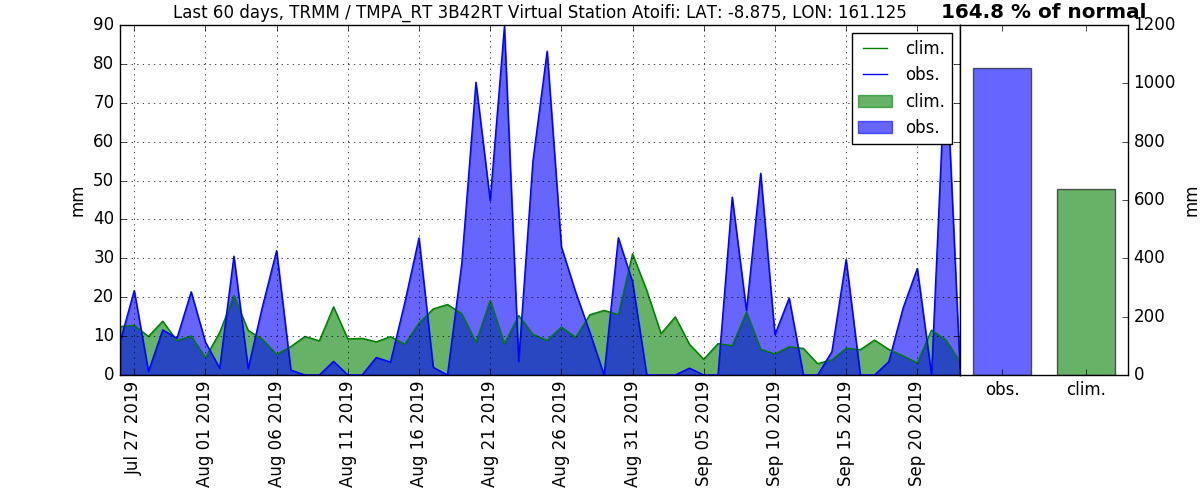 Last 60 days, TRMM / TMPA_RT 3B42RT Virtual Station Atoifi: LAT: -8.875, LON: 161.125
164.8 % of normal
90
80
70
60
50
40
30
20
10
0
mm
clim.
obs.
clim.
obs.
Jul 27 2019
Aug 01 2019
Aug 06 2019
Aug 11 2019
Aug 16 2019
Aug 21 2019
Aug 26 2019
Aug 31 2019
Sep 05 2019
Sep 10 2019
Sep 15 2019
Sep 20 2019
1200
1000
800
600
400
200
0
mm
obs.
clim.